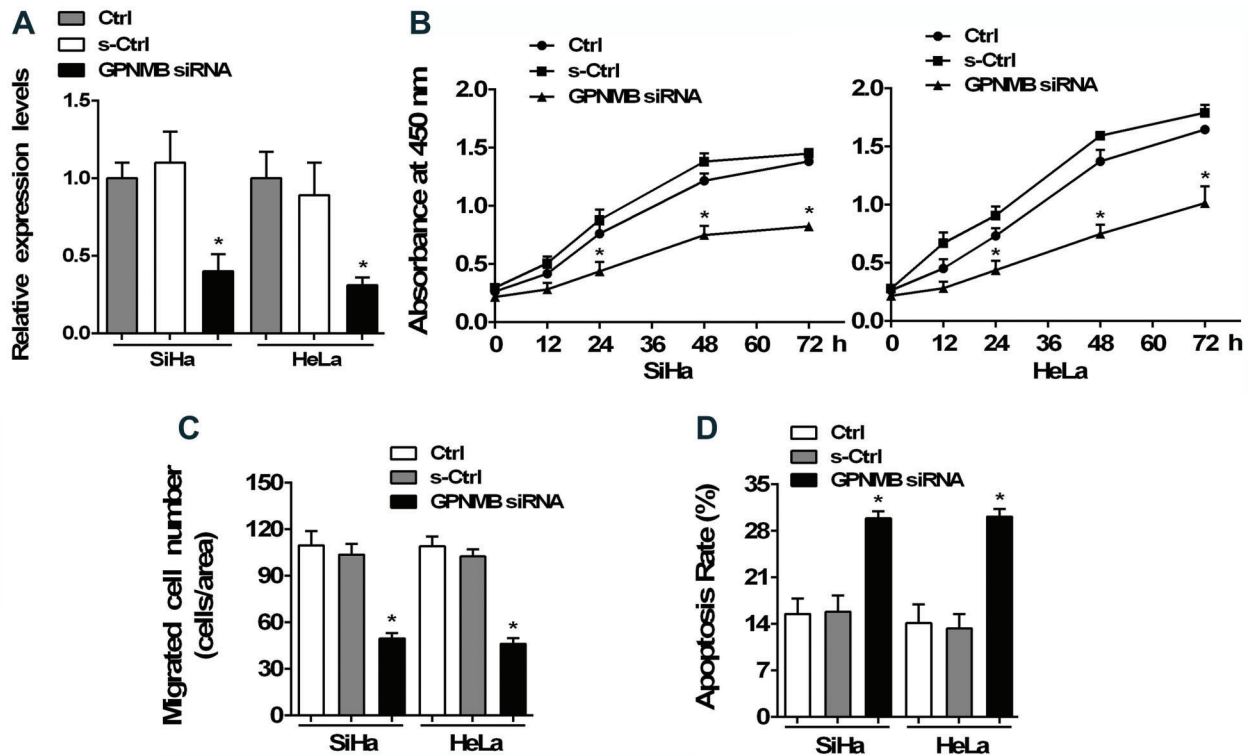 A
Ctrl
s-Ctrl
GPNMB siRNA
Relative expression levels
1.5
1.0
0.5
0.0
*
*
SiHa
HeLa
B
Ctrl
s-Ctrl
GPNMB siRNA
Absorbance at 450 nm
2.0
1.5
1.0
0.5
0.0
*
*
*
0 12 24 36 48 60 72 h
SiHa
Ctrl
s-Ctrl
GPNMB siRNA
2.0
1.5
1.0
0.5
0.0
*
*
*
0 12 24 36 48 60 72 h
HeLa
C
Ctrl
s-Ctrl
GPNMB siRNA
Migrated cell number
(cells/area)
150
120
90
60
30
0
*
*
SiHa
HeLa
D
Ctrl
s-Ctrl
GPNMB siRNA
Apoptosis Rate (%)
35
28
21
14
7
0
*
*
SiHa
HeLa